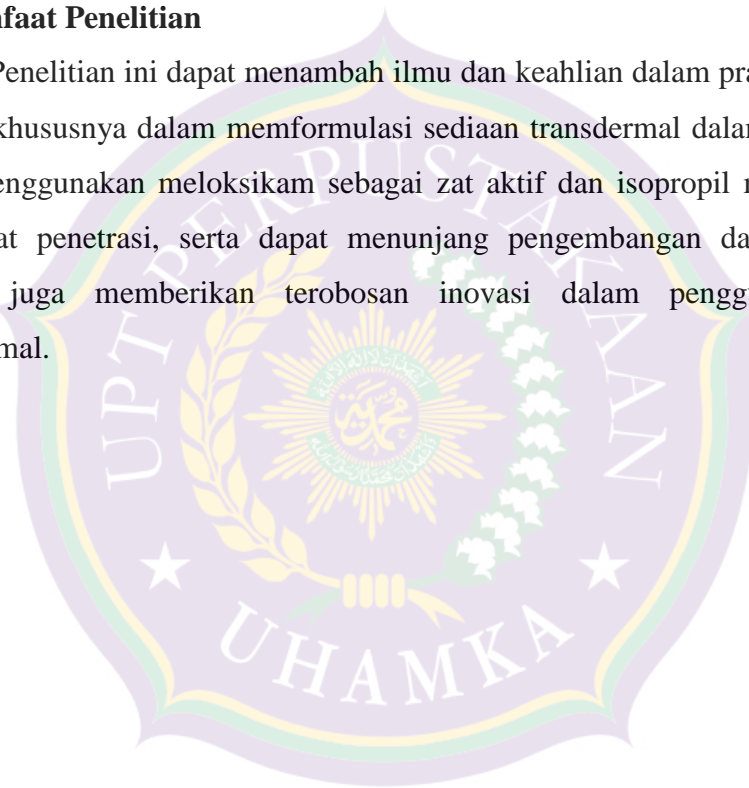 nfaat Penelitian
Penelitian ini dapat menambah ilmu dan keahlian dalam pra
khususnya dalam memformulasi sediaan transdermal dalam
enggunakan meloksikam sebagai zat aktif dan isopropil
at penetrasi, serta dapat menunjang pengembangan da
juga memberikan terobosan inovasi dalam penggu
mal.
UPT PERPUSTAKAAN
UHAMKA